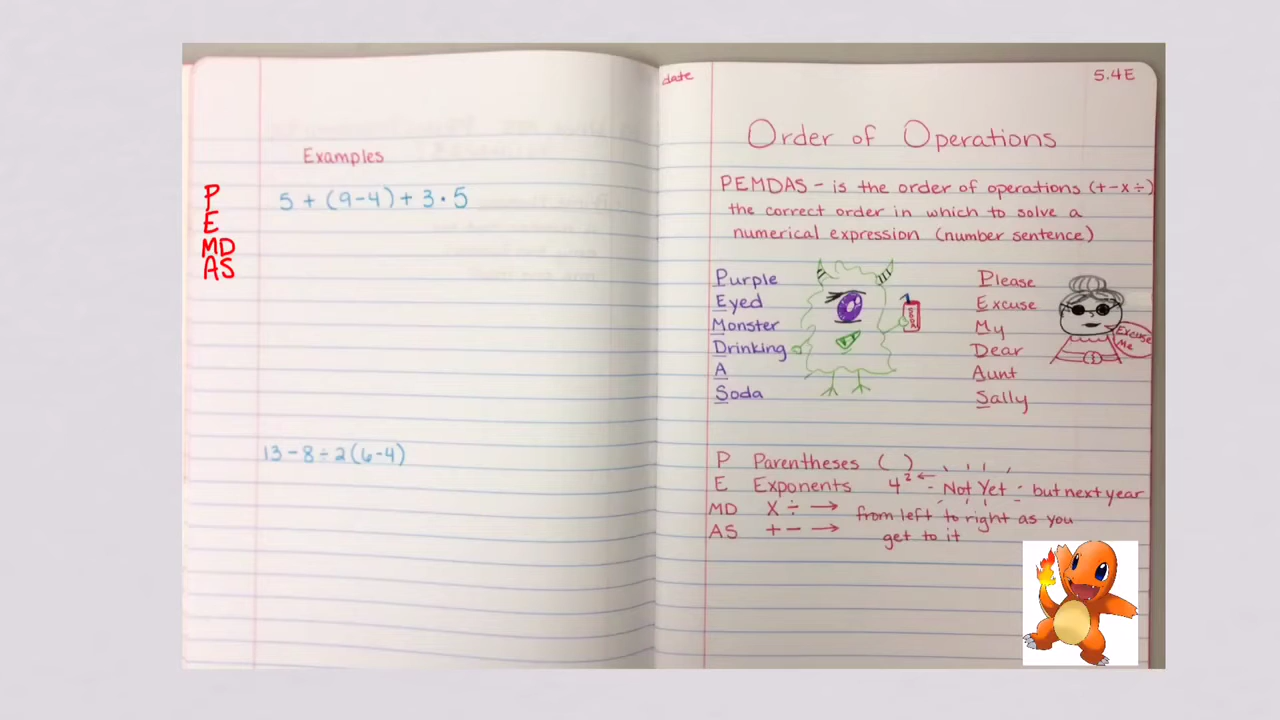 Examples
P
E
MD
AS
5 + (9-4) + 3 · 5
13 - 8 ÷ 2(6-4)
date
5.4E
Order of Operations
PEMDAS - is the order of operations (+ - x ÷)
the correct order in which to solve a
numerical expression (number sentence)
Purple
Eyed
Monster
Drinking
A
Soda
Please
Excuse
My
Dear
Aunt
Sally
Excuse
Me
P Parentheses ( )
E Exponents 4² ← - Not Yet - but next year
MD X ÷ → from left to right as you
AS + - → get to it